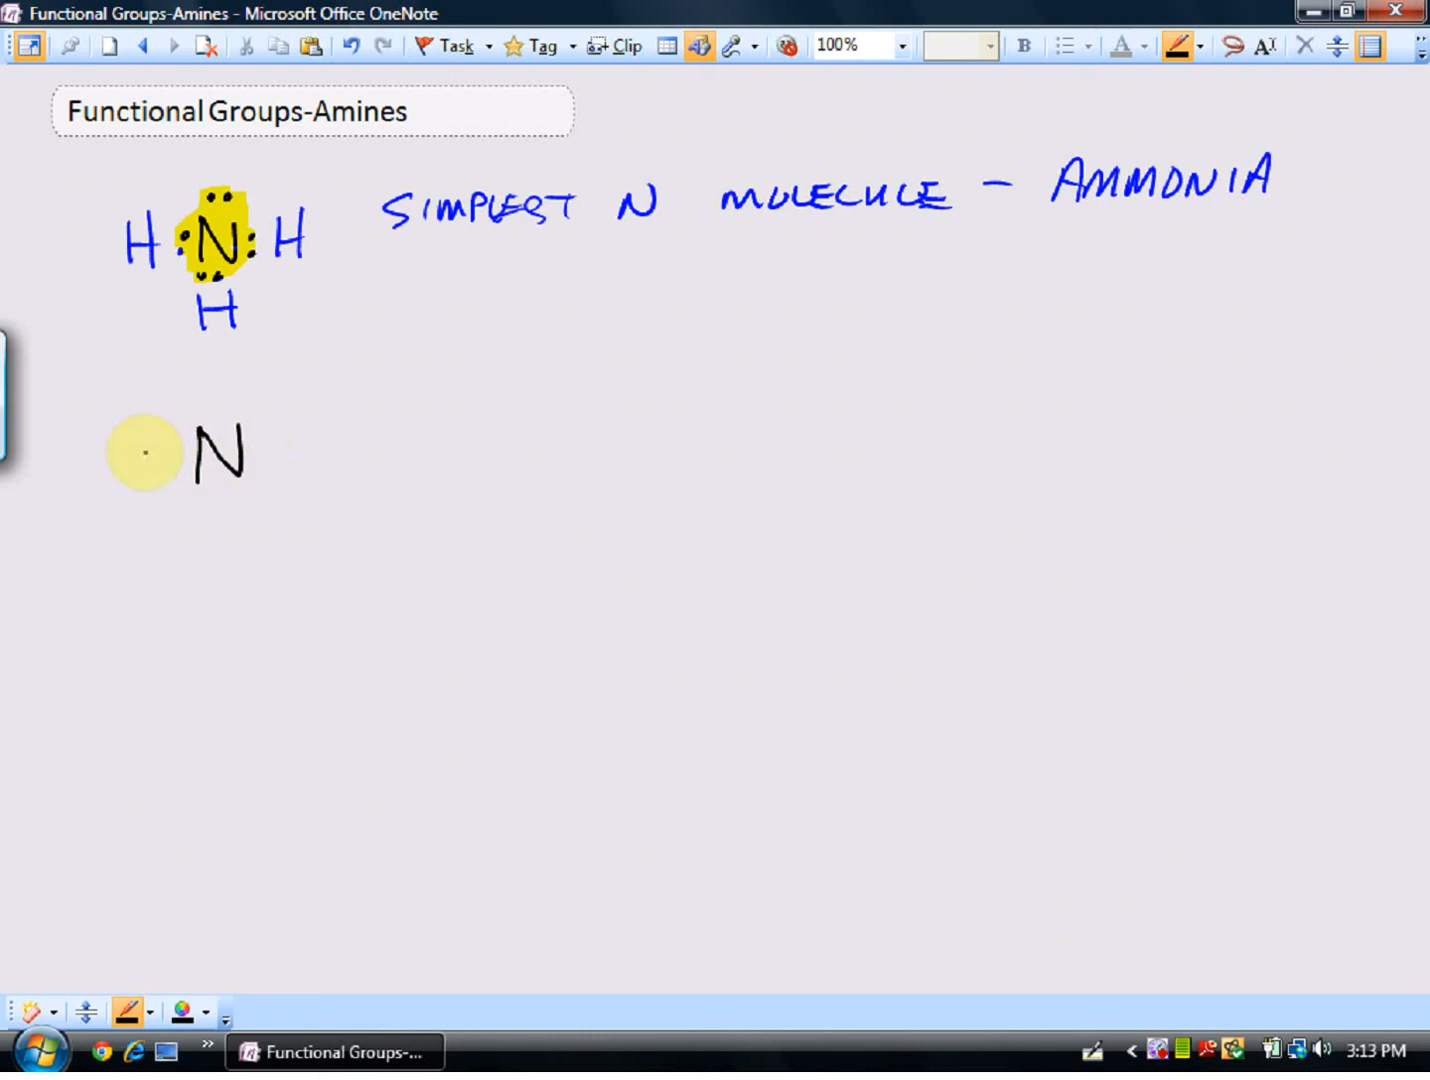 Functional Groups-Amines - Microsoft Office OneNote
Task Tag Clip 100% B A A
Functional Groups-Amines
SIMPLEST N MOLECULE - AMMONIA
H : N : H
H
N
Functional Groups-...
3:13 PM